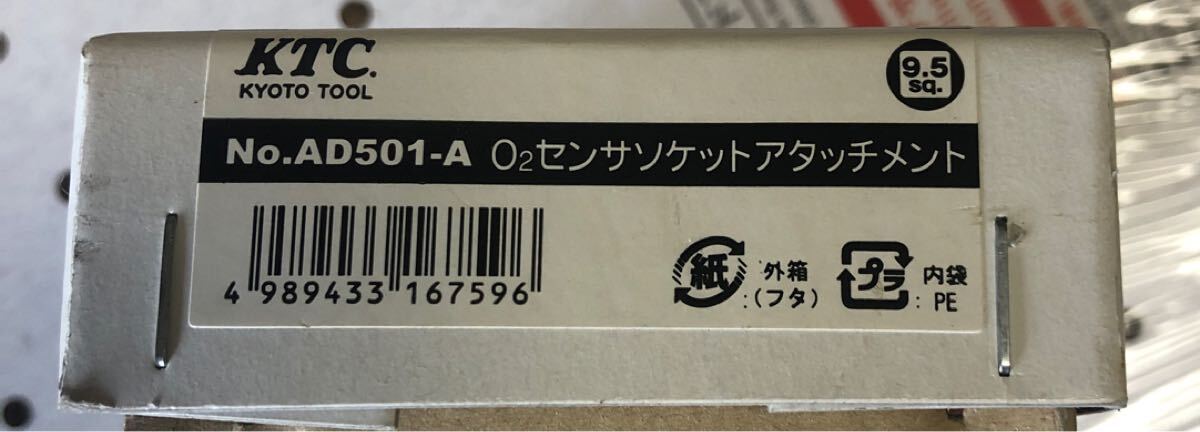 KTC.
KYOTO TOOL
9.5
sq.
No.AD501-A O₂センサソケットアタッチメント
4 989433 167596
紙 外箱
:(フタ)
プラ 内袋
: PE